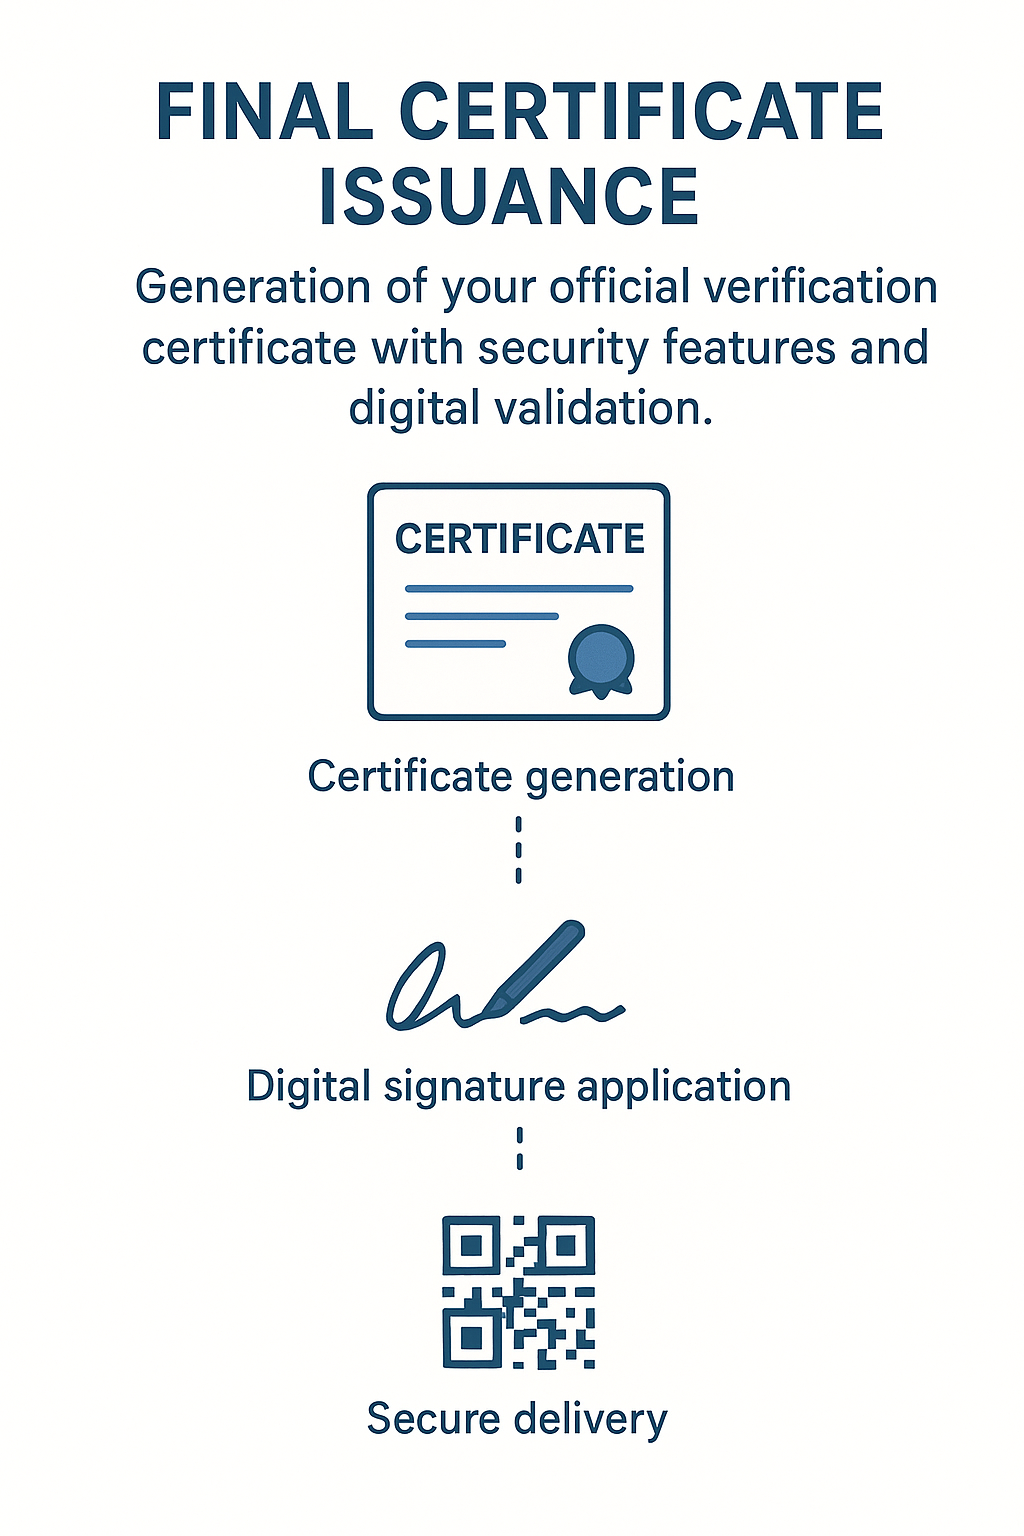 FINAL CERTIFICATE
ISSUANCE
Generation of your official verification
certificate with security features and
digital validation.
CERTIFICATE
Certificate generation
Digital signature application
Secure delivery